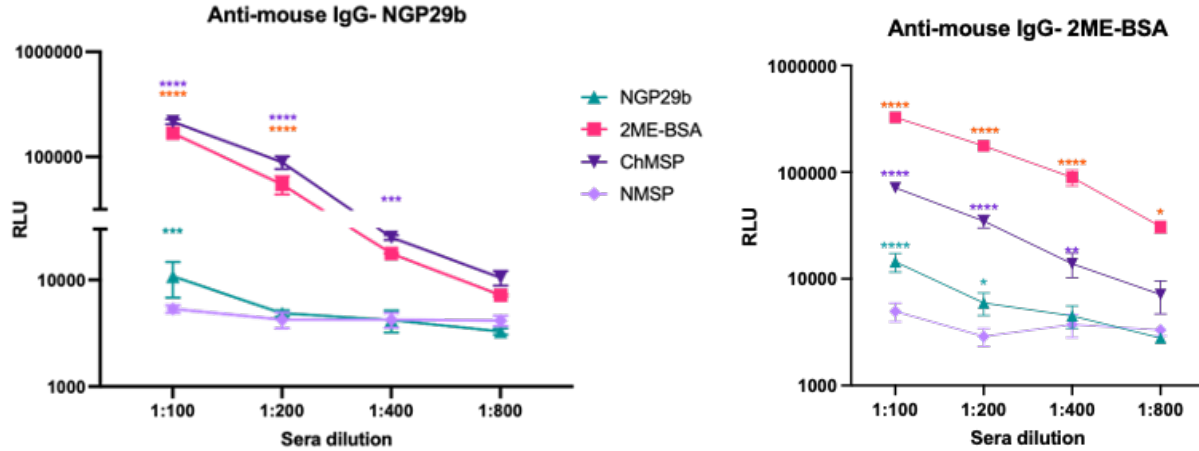 Anti-mouse IgG- NGP29b
1000000
****
****
****
****
100000
***
RLU
***
10000
1000
1:100 1:200 1:400 1:800
Sera dilution
NGP29b
2ME-BSA
ChMSP
NMSP
Anti-mouse IgG- 2ME-BSA
1000000
****
****
****
*
100000
****
****
**
RLU
****
*
10000
1000
1:100 1:200 1:400 1:800
Sera dilution